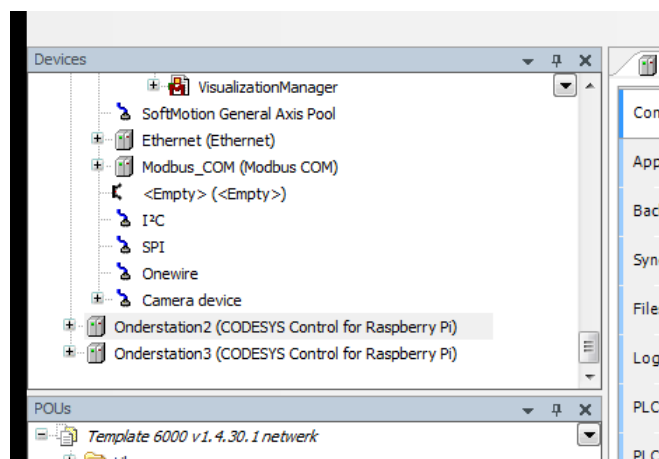 Devices
VisualizationManager
SoftMotion General Axis Pool
Ethernet (Ethernet)
Modbus_COM (Modbus COM)
<Empty> (<Empty>)
I²C
SPI
Onewire
Camera device
Onderstation2 (CODESYS Control for Raspberry Pi)
Onderstation3 (CODESYS Control for Raspberry Pi)
POUs
Template 6000 v1.4.30.1 netwerk
Com
App
Bac
Syn
File
Log
PLC
PLC